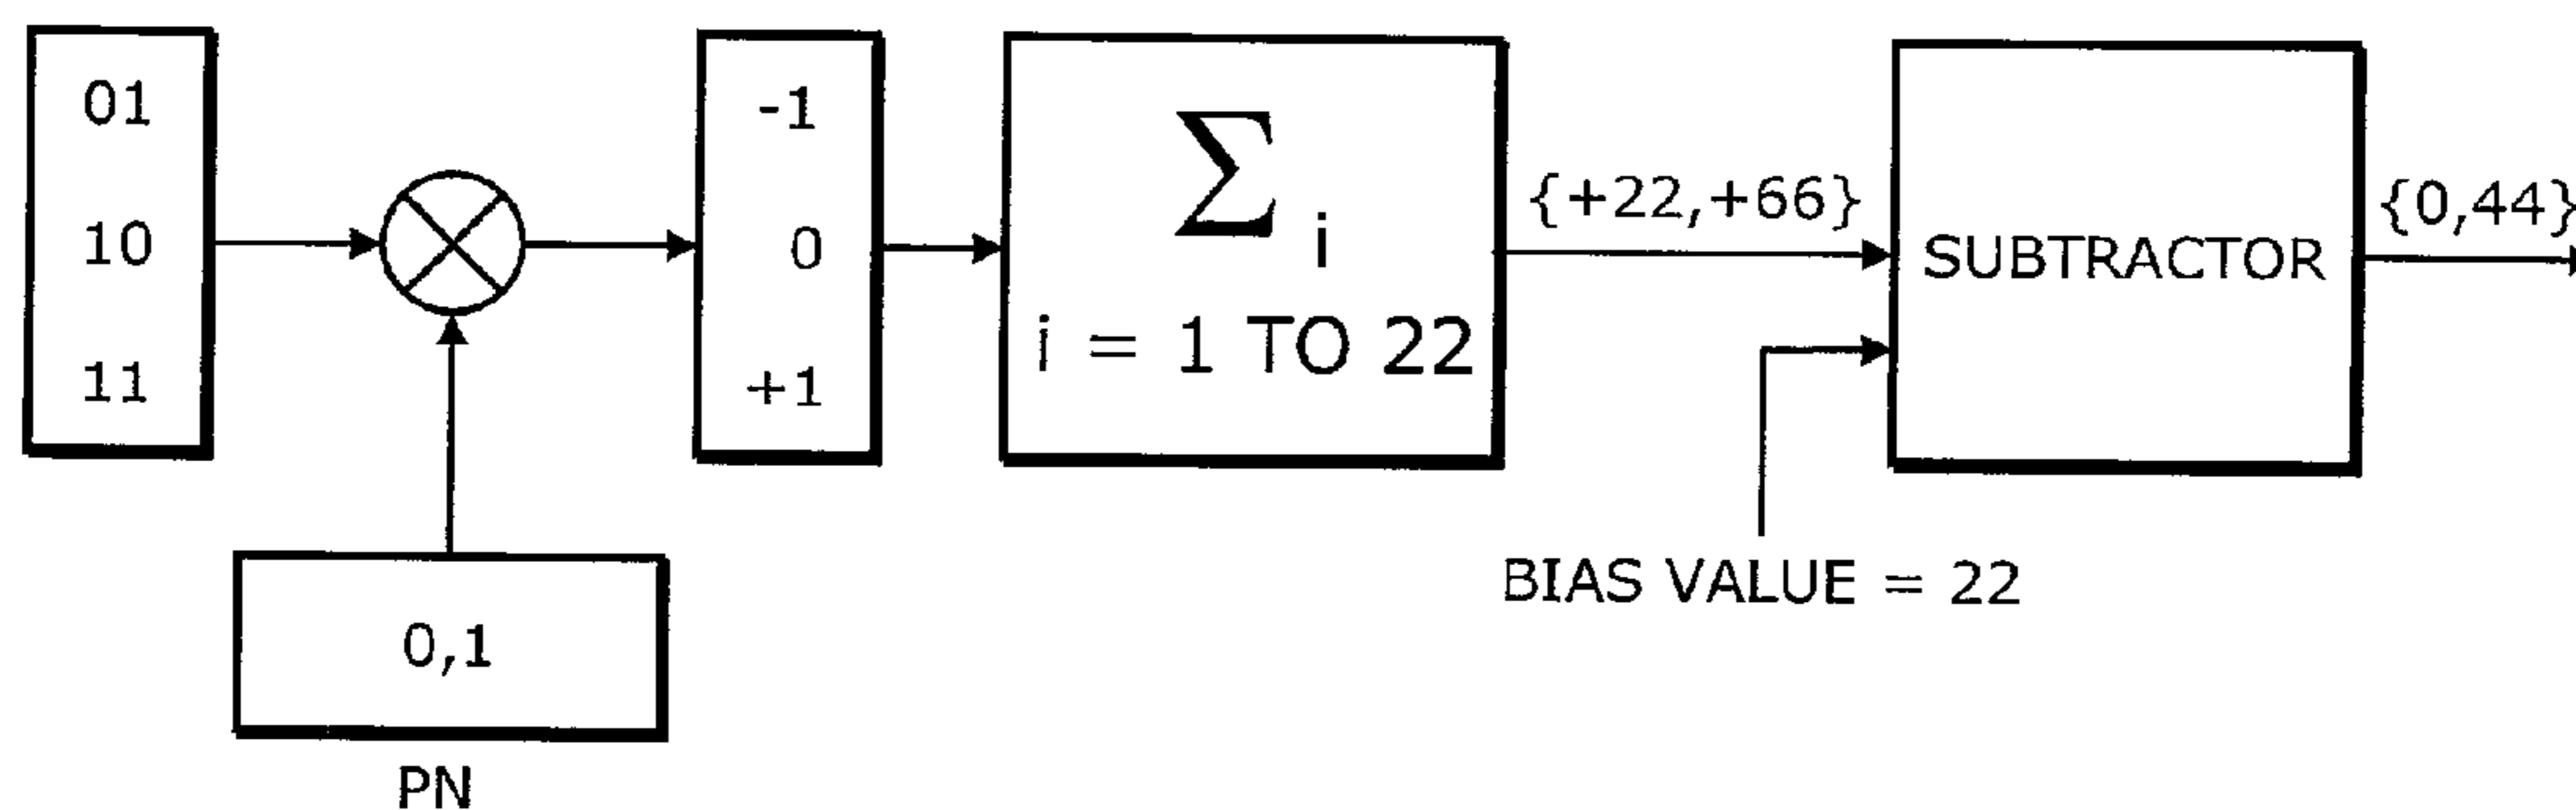 01
10
11
0,1
PN
-1
0
+1
Σ i
i = 1 TO 22
{+22,+66}
SUBTRACTOR
BIAS VALUE = 22
{0,44}